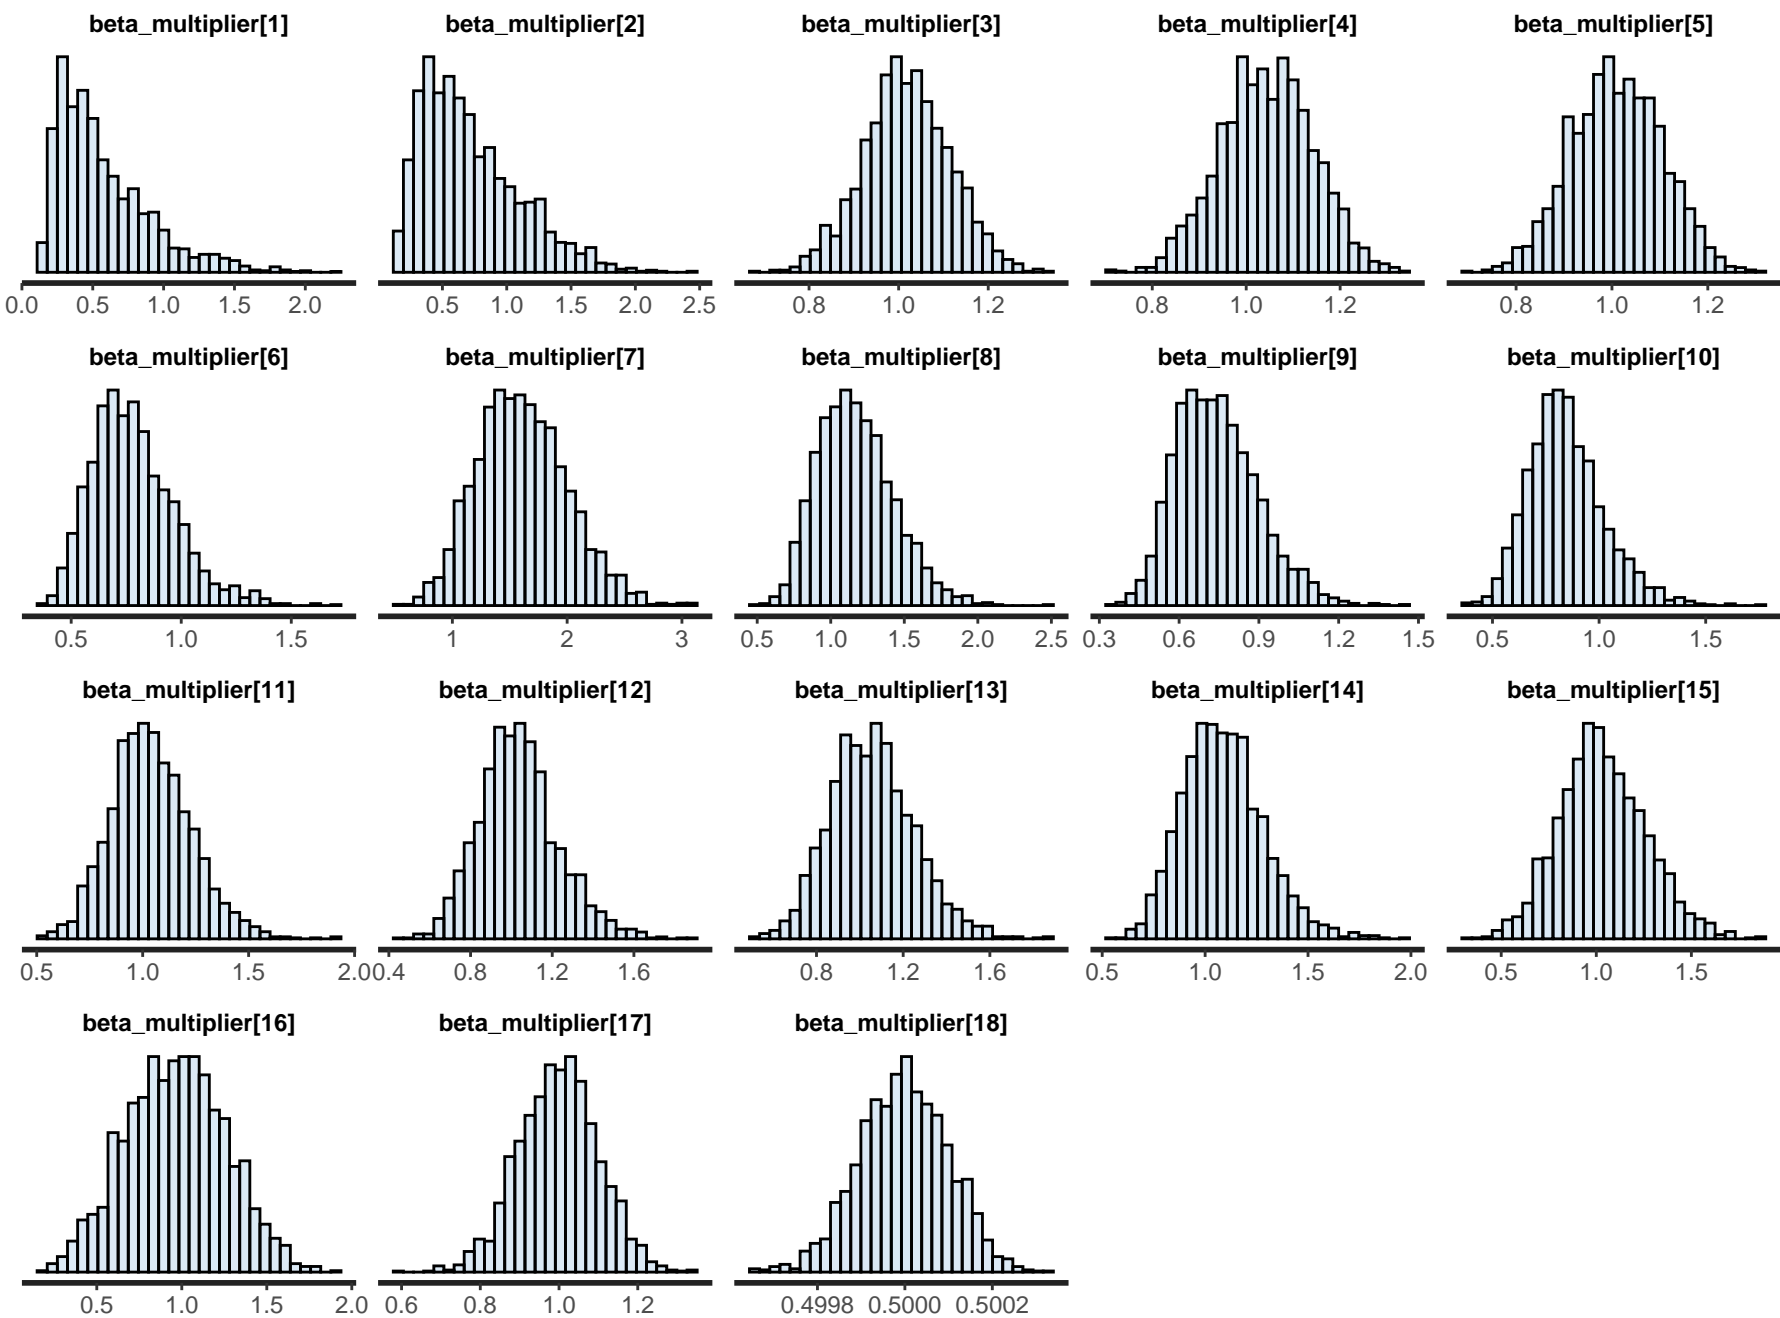 beta_multiplier[1] beta_multiplier[2] beta_multiplier[3] beta_multiplier[4] beta_multiplier[5]
0.0 0.5 1.0 1.5 2.0 0.5 1.0 1.5 2.0 2.5 0.8 1.0 1.2 0.8 1.0 1.2 0.8 1.0 1.2
beta_multiplier[6] beta_multiplier[7] beta_multiplier[8] beta_multiplier[9] beta_multiplier[10]
0.5 1.0 1.5 1 2 3 0.5 1.0 1.5 2.0 2.5 0.3 0.6 0.9 1.2 1.5 0.5 1.0 1.5
beta_multiplier[11] beta_multiplier[12] beta_multiplier[13] beta_multiplier[14] beta_multiplier[15]
0.5 1.0 1.5 2.0 0.4 0.8 1.2 1.6 0.8 1.2 1.6 0.5 1.0 1.5 2.0 0.5 1.0 1.5
beta_multiplier[16] beta_multiplier[17] beta_multiplier[18]
0.5 1.0 1.5 2.0 0.6 0.8 1.0 1.2 0.4998 0.5000 0.5002